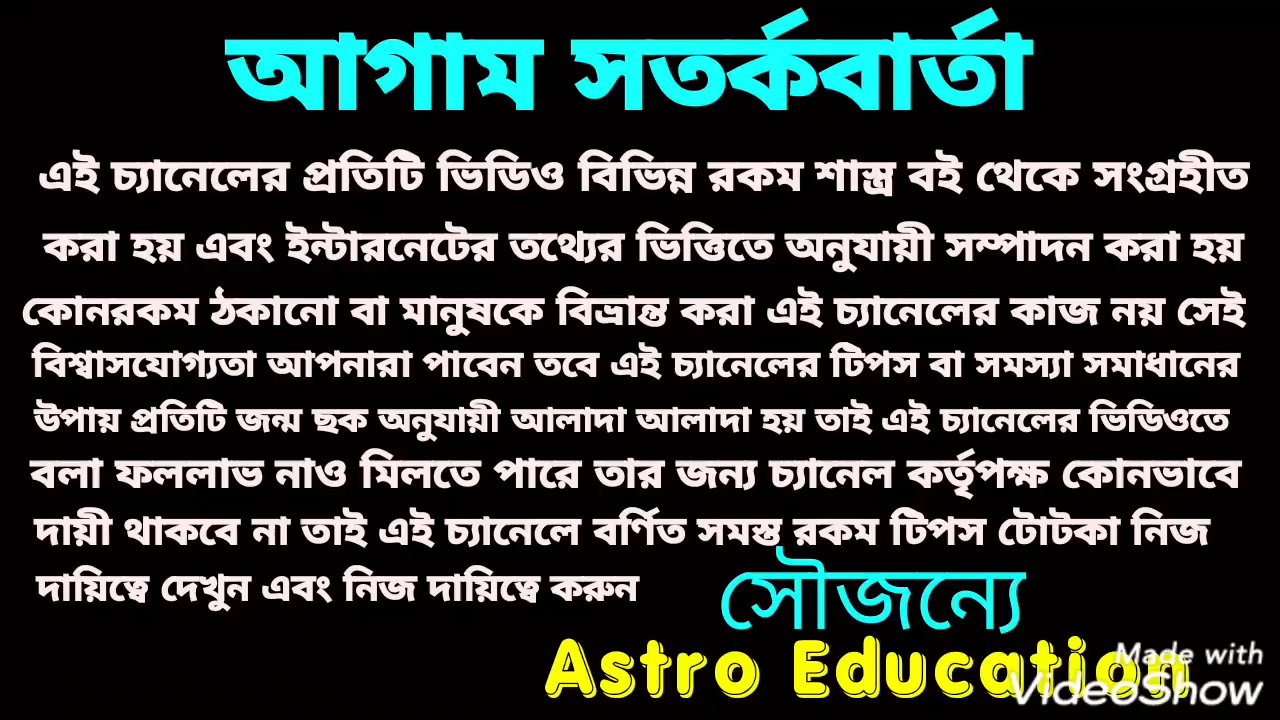 আগাম সতর্কবার্তা
এই চ্যানেলের প্রতিটি ভিডিও বিভিন্ন রকম শাস্ত্র বই থেকে সংগ্রহীত
করা হয় এবং ইন্টারনেটের তথ্যের ভিত্তিতে অনুযায়ী সম্পাদন করা হয়
কোনরকম ঠকানো বা মানুষকে বিভ্রান্ত করা এই চ্যানেলের কাজ নয় সেই
বিশ্বাসযোগ্যতা আপনারা পাবেন তবে এই চ্যানেলের টিপস বা সমস্যা সমাধানের
উপায় প্রতিটি জন্ম ছক অনুযায়ী আলাদা আলাদা হয় তাই এই চ্যানেলের ভিডিওতে
বলা ফললাভ নাও মিলতে পারে তার জন্য চ্যানেল কর্তৃপক্ষ কোনভাবে
দায়ী থাকবে না তাই এই চ্যানেলে বর্ণিত সমস্ত রকম টিপস টোটকা নিজ
দায়িত্বে দেখুন এবং নিজ দায়িত্বে করুন
সৌজন্যে
Astro Education
Made with
VideoShow